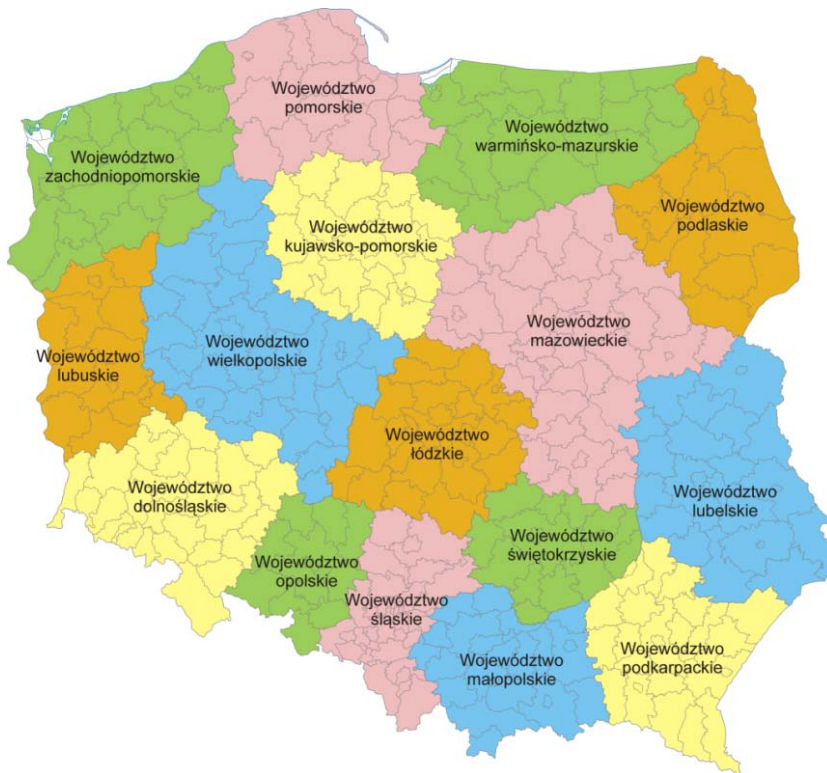 Województwo
pomorskie
Województwo
warmińsko-mazurskie
Województwo
zachodniopomorskie
Województwo
podlaskie
Województwo
kujawsko-pomorskie
Województwo
mazowieckie
Województwo
wielkopolskie
Województwo
lubuskie
Województwo
łódzkie
Województwo
dolnośląskie
Województwo
lubelskie
Województwo
świętokrzyskie
Województwo
opolskie
Województwo
śląskie
Województwo
małopolskie
Województwo
podkarpackie